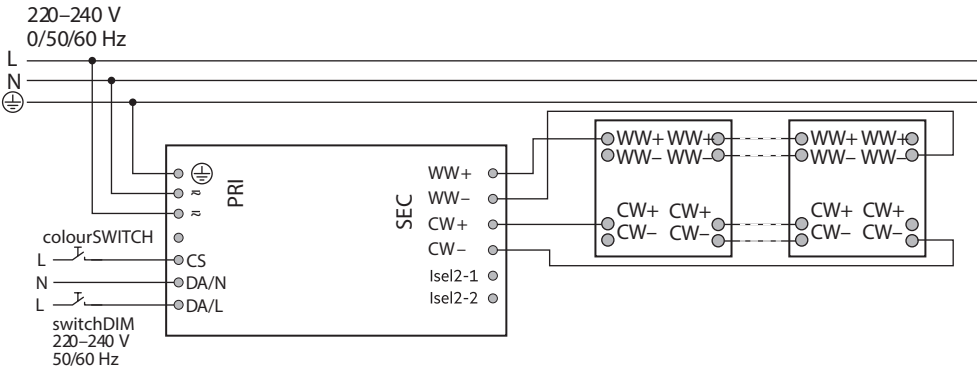 220–240 V
0/50/60 Hz
L
N
PRI
≂
≂
SEC
WW+
WW–
CW+
CW–
Isel2-1
Isel2-2
colourSWITCH
L
CS
N
DA/N
L
DA/L
switchDIM
220–240 V
50/60 Hz
WW+ WW+
WW– WW–
CW+ CW+
CW– CW–
WW+ WW+
WW– WW–
CW+ CW+
CW– CW–